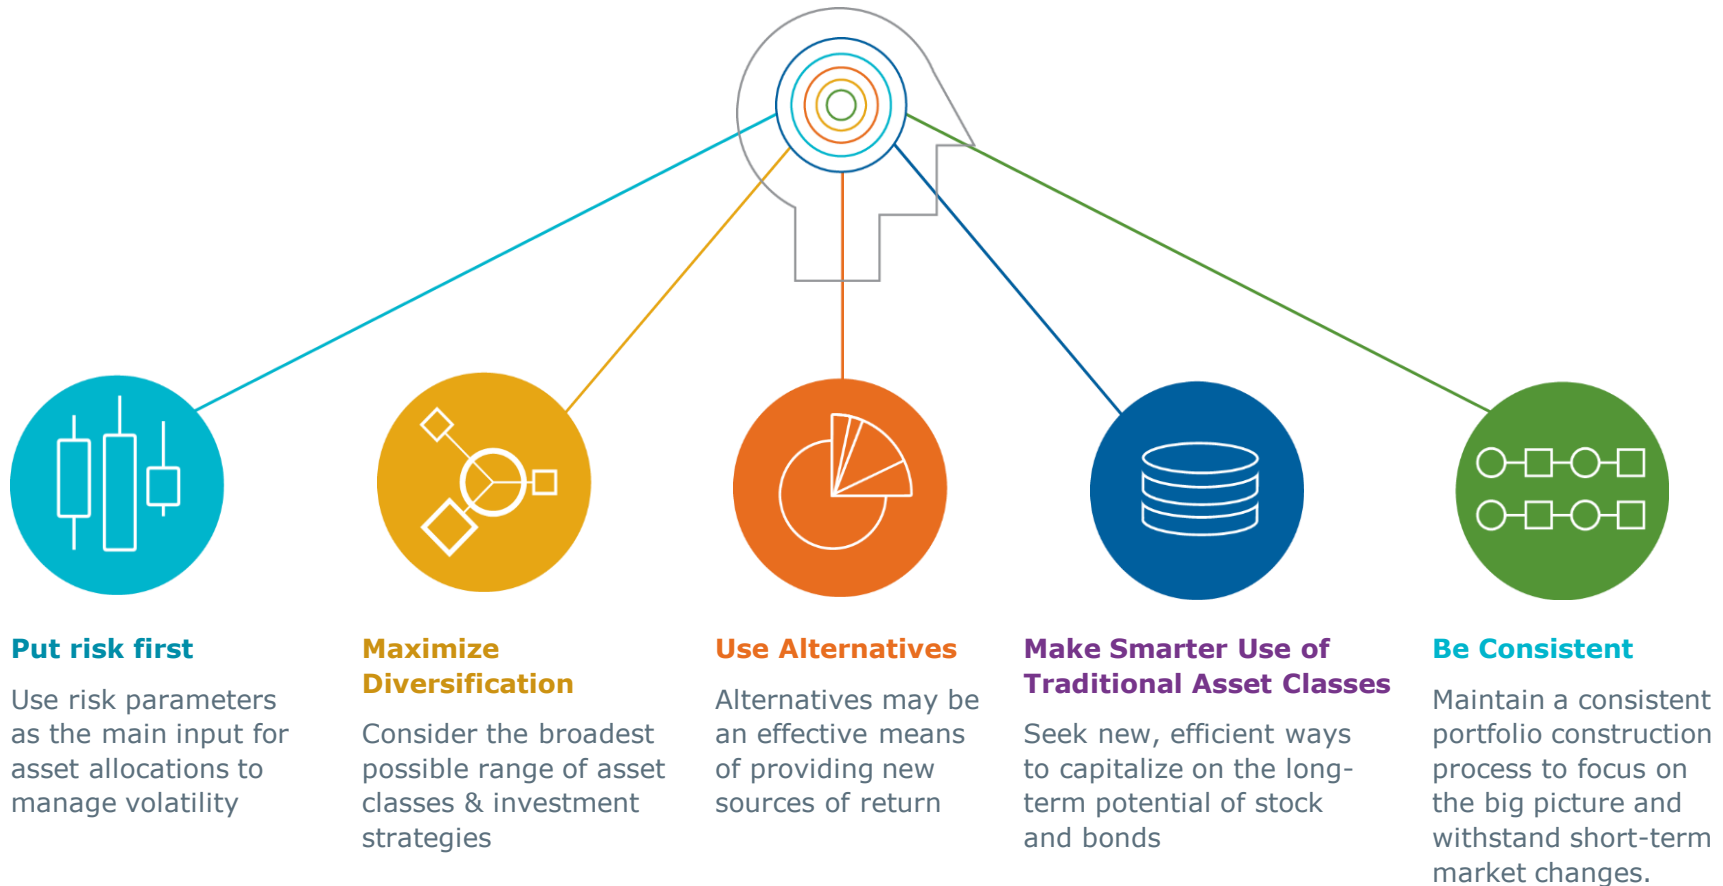 Put risk first
Use risk parameters
as the main input for
asset allocations to
manage volatility
Maximize
Diversification
Consider the broadest
possible range of asset
classes & investment
strategies
Use Alternatives
Alternatives may be
an effective means
of providing new
sources of return
Make Smarter Use of
Traditional Asset Classes
Seek new, efficient ways
to capitalize on the long-
term potential of stock
and bonds
Be Consistent
Maintain a consistent
portfolio construction
process to focus on
the big picture and
withstand short-term
market changes.